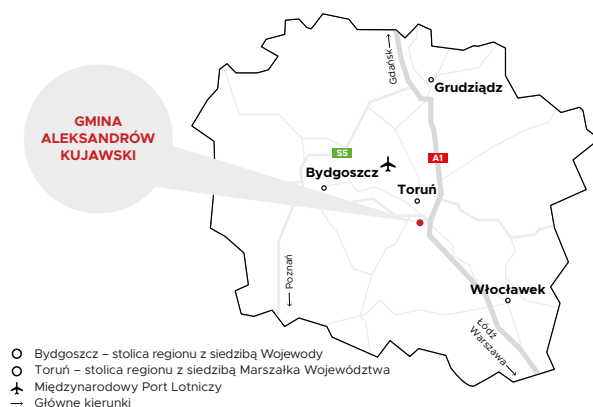 Gdańsk
Grudziądz
GMINA
ALEKSANDRÓW
KUJAWSKI
S5
A1
Bydgoszcz
Toruń
Poznań
Włocławek
Łódź
Warszawa
Bydgoszcz – stolica regionu z siedzibą Wojewody
Toruń – stolica regionu z siedzibą Marszałka Województwa
Międzynarodowy Port Lotniczy
Główne kierunki